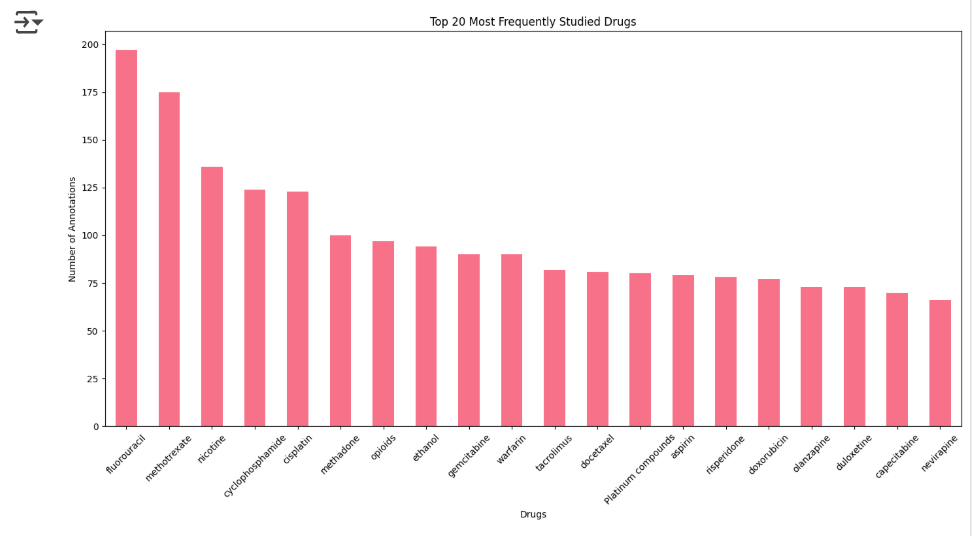 Top 20 Most Frequently Studied Drugs
Number of Annotations
200
175
150
125
100
75
50
25
0
fluorouracil
methotrexate
nicotine
cyclophosphamide
cisplatin
methadone
opioids
ethanol
gemcitabine
warfarin
tacrolimus
docetaxel
Platinum compounds
aspirin
risperidone
doxorubicin
olanzapine
duloxetine
capecitabine
nevirapine
Drugs